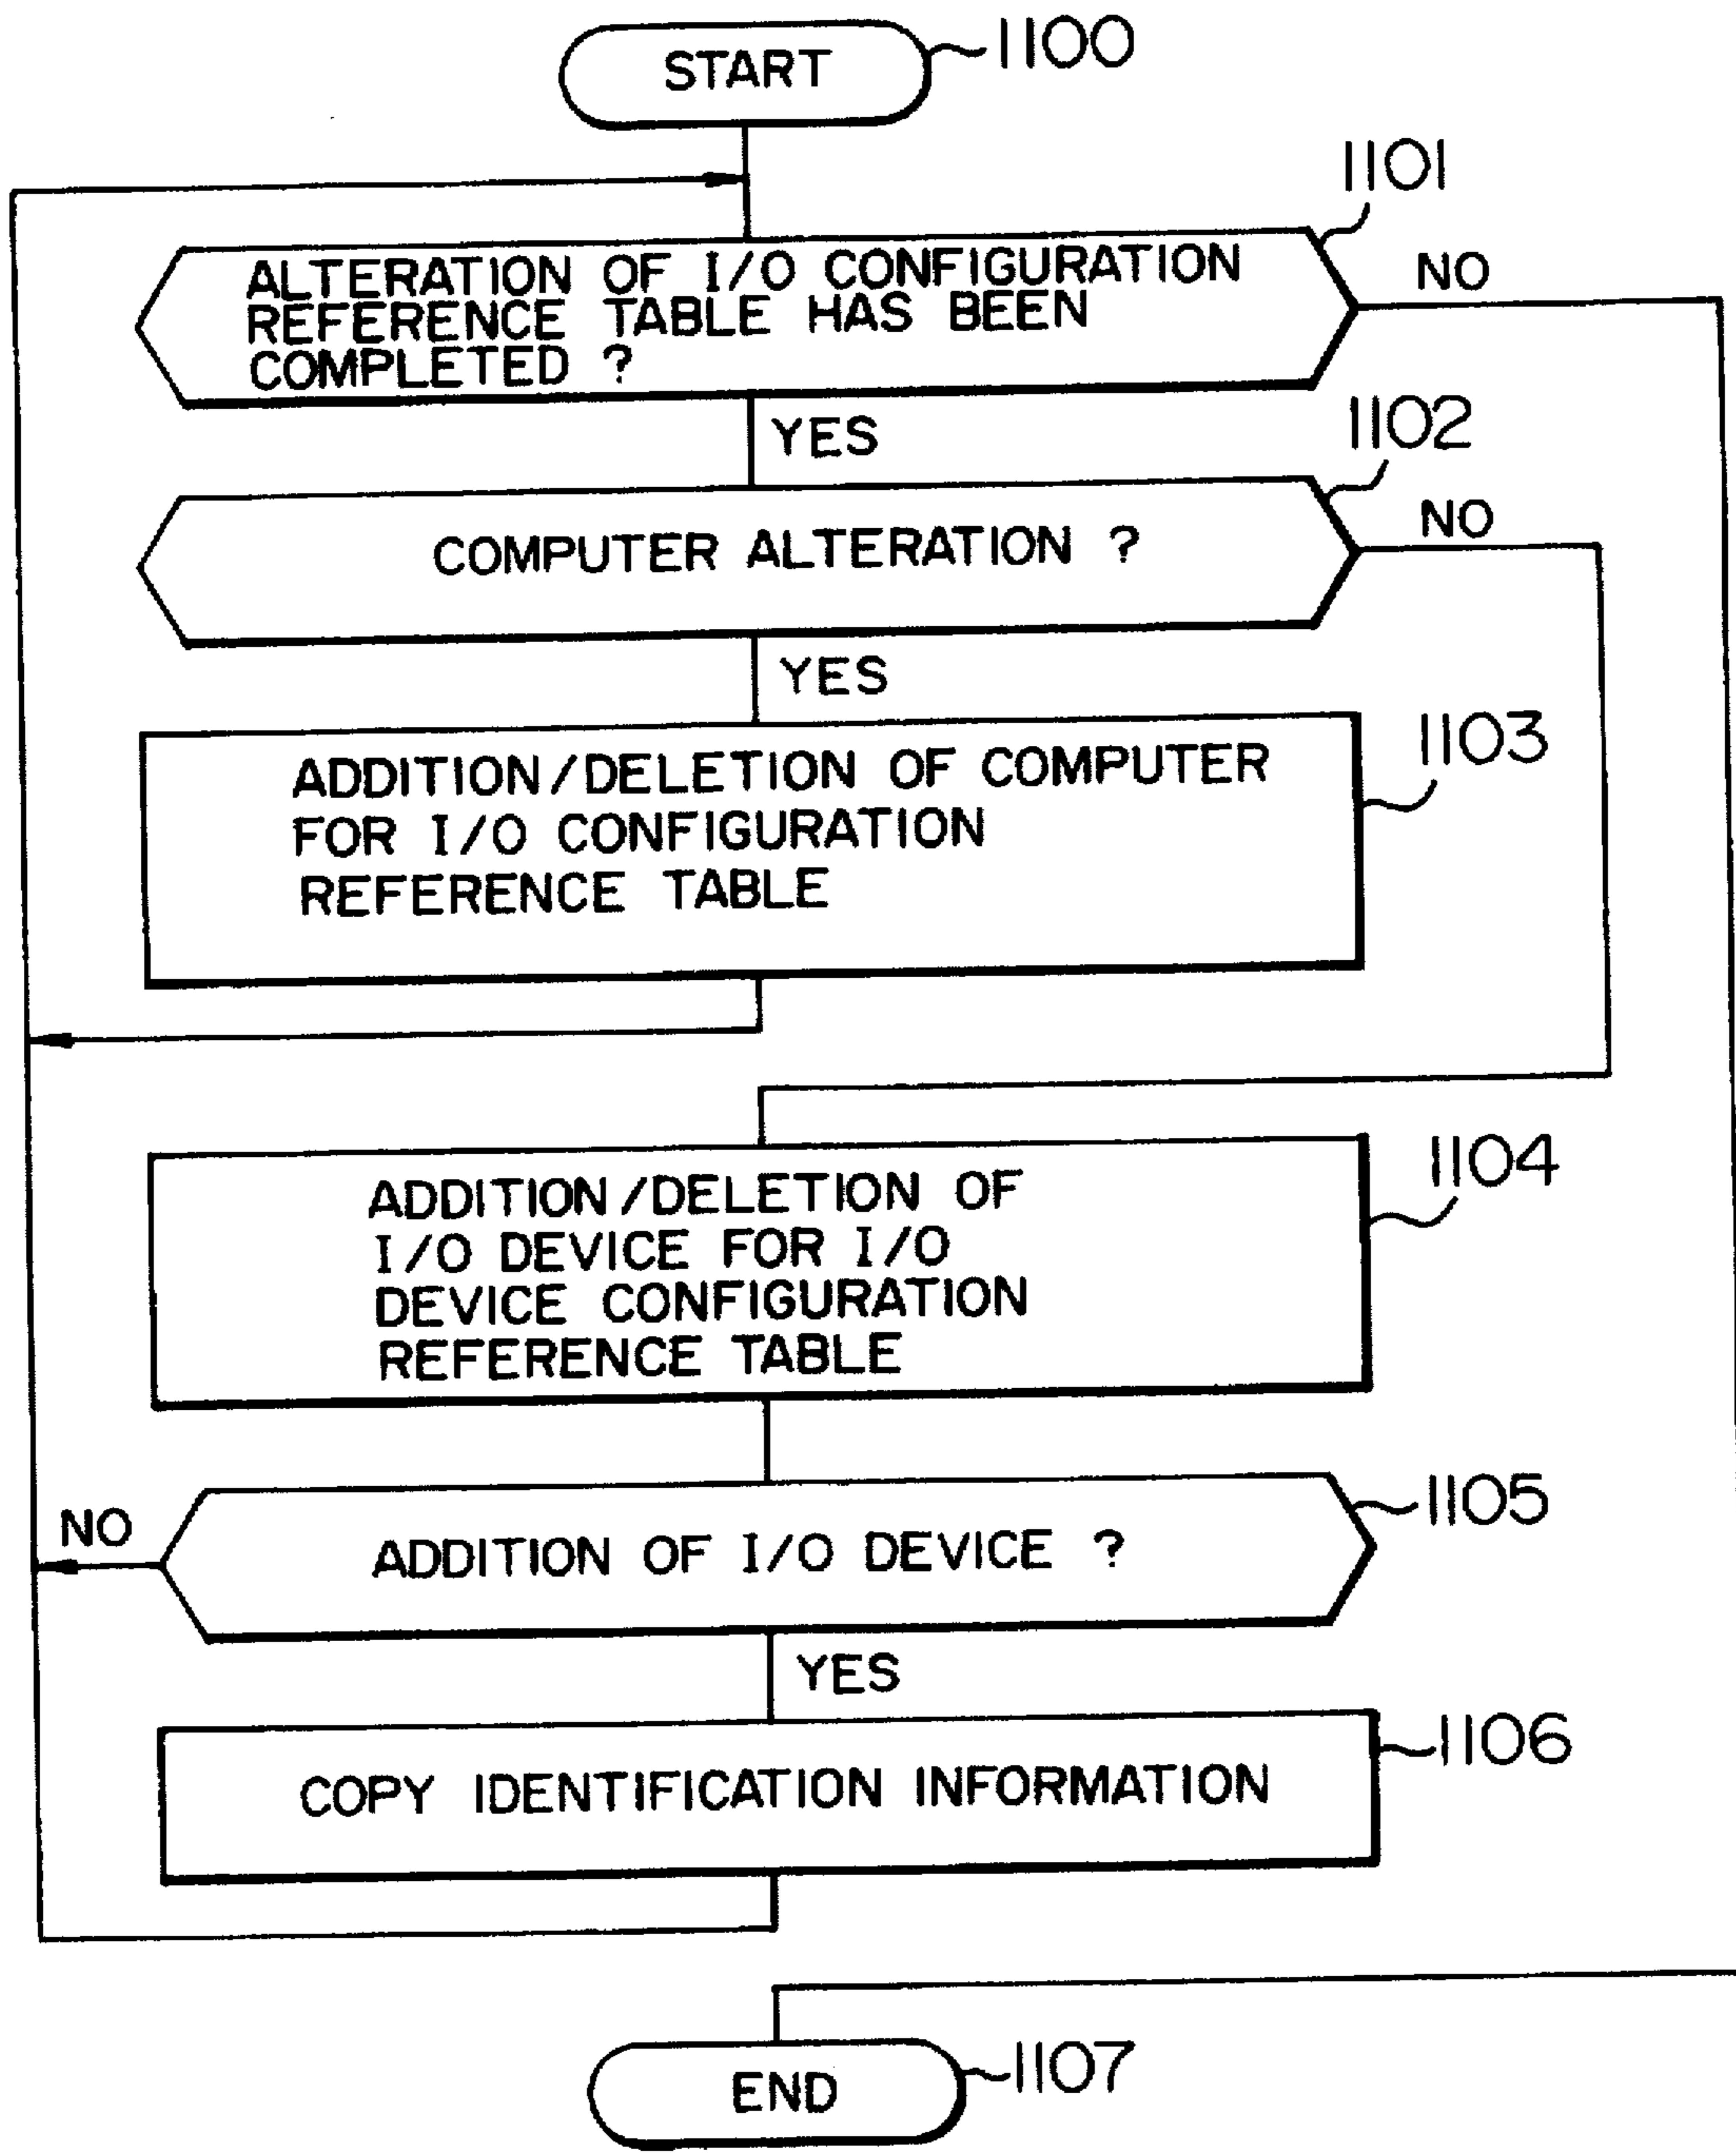 START
1100
1101
ALTERATION OF I/O CONFIGURATION
REFERENCE TABLE HAS BEEN
COMPLETED ?
NO
YES
1102
COMPUTER ALTERATION ?
NO
YES
1103
ADDITION/DELETION OF COMPUTER
FOR I/O CONFIGURATION
REFERENCE TABLE
1104
ADDITION/DELETION OF
I/O DEVICE FOR I/O
DEVICE CONFIGURATION
REFERENCE TABLE
1105
NO
ADDITION OF I/O DEVICE ?
YES
1106
COPY IDENTIFICATION INFORMATION
END
1107